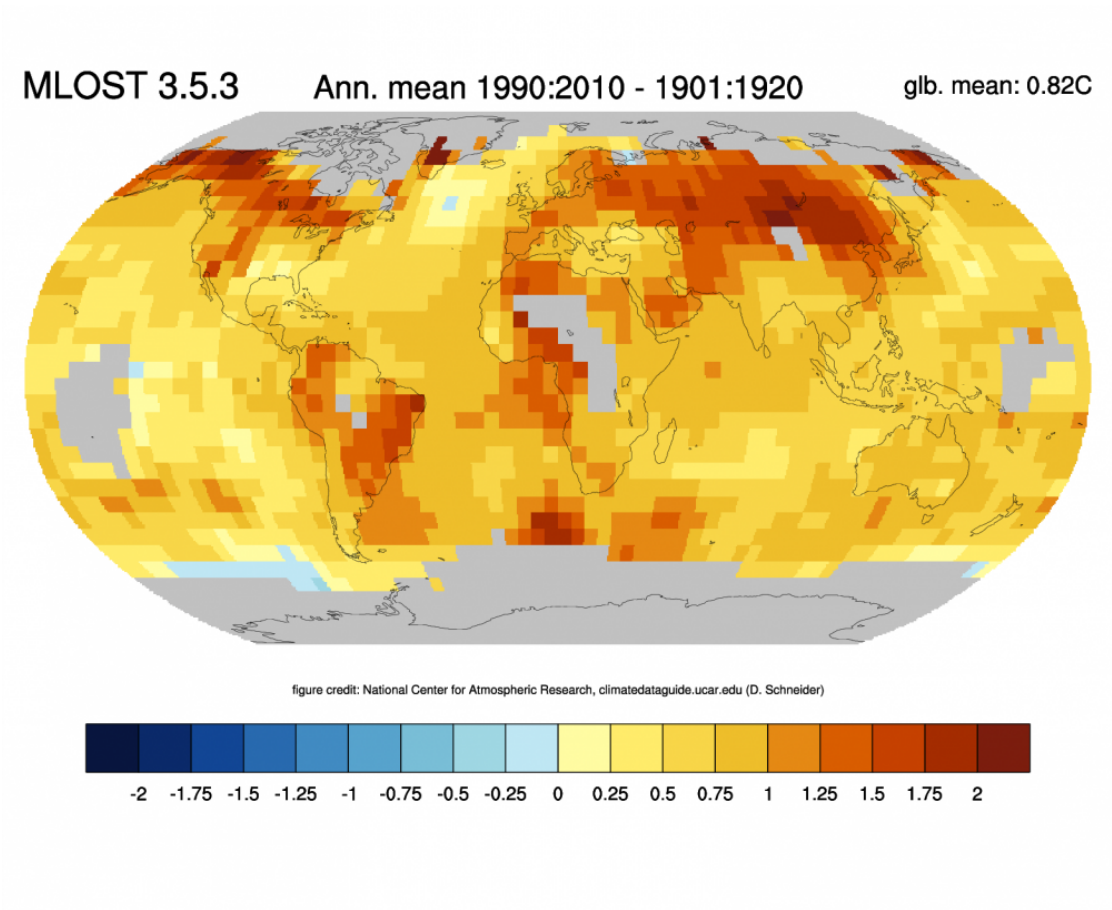 MLOST 3.5.3 Ann. mean 1990:2010 - 1901:1920 glb. mean: 0.82C
figure credit: National Center for Atmospheric Research, climatedataguide.ucar.edu (D. Schneider)
-2 -1.75 -1.5 -1.25 -1 -0.75 -0.5 -0.25 0 0.25 0.5 0.75 1 1.25 1.5 1.75 2